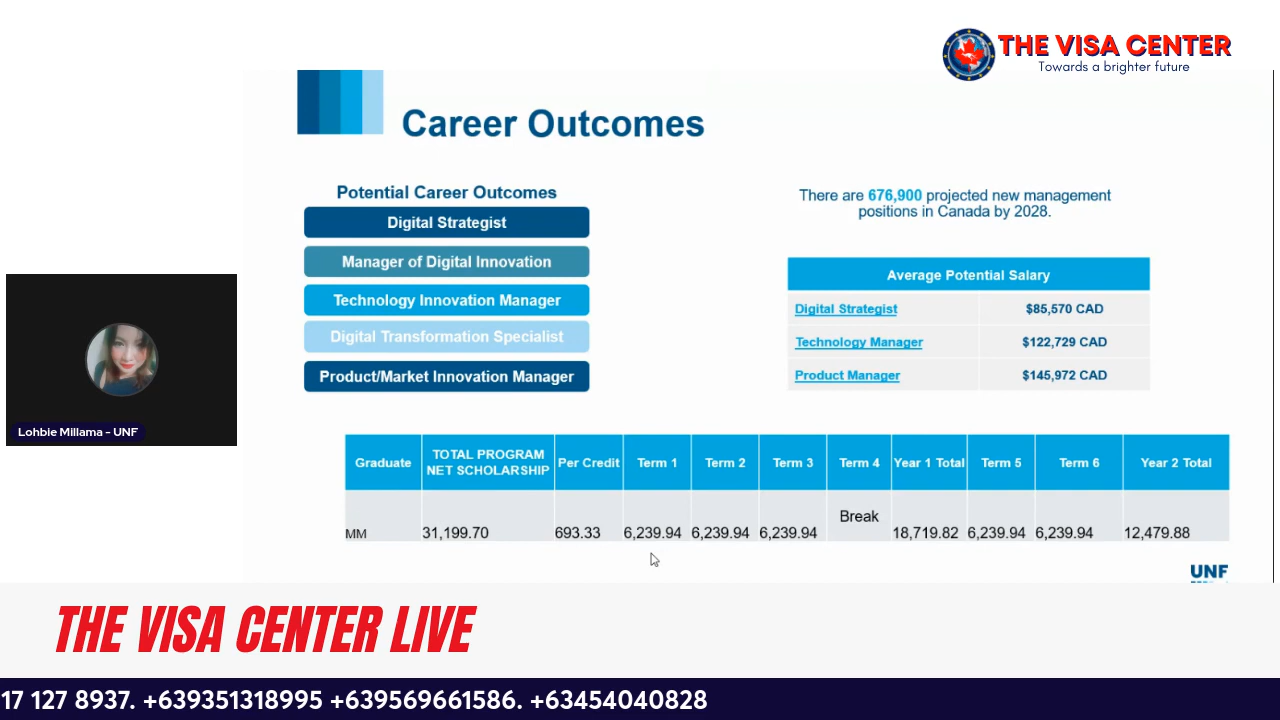 THE VISA CENTER
Towards a brighter future
Career Outcomes
Potential Career Outcomes
Digital Strategist
Manager of Digital Innovation
Technology Innovation Manager
Digital Transformation Specialist
Product/Market Innovation Manager
There are 676,900 projected new management
positions in Canada by 2028.
Average Potential Salary
Digital Strategist $85,570 CAD
Technology Manager $122,729 CAD
Product Manager $145,972 CAD
Lohbie Millama - UNF
Graduate TOTAL PROGRAM NET SCHOLARSHIP Per Credit Term 1 Term 2 Term 3 Term 4 Year 1 Total Term 5 Term 6 Year 2 Total
MM 31,199.70 693.33 6,239.94 6,239.94 6,239.94 Break 18,719.82 6,239.94 6,239.94 12,479.88
UNF
THE VISA CENTER LIVE
17 127 8937. +639351318995 +639569661586. +63454040828